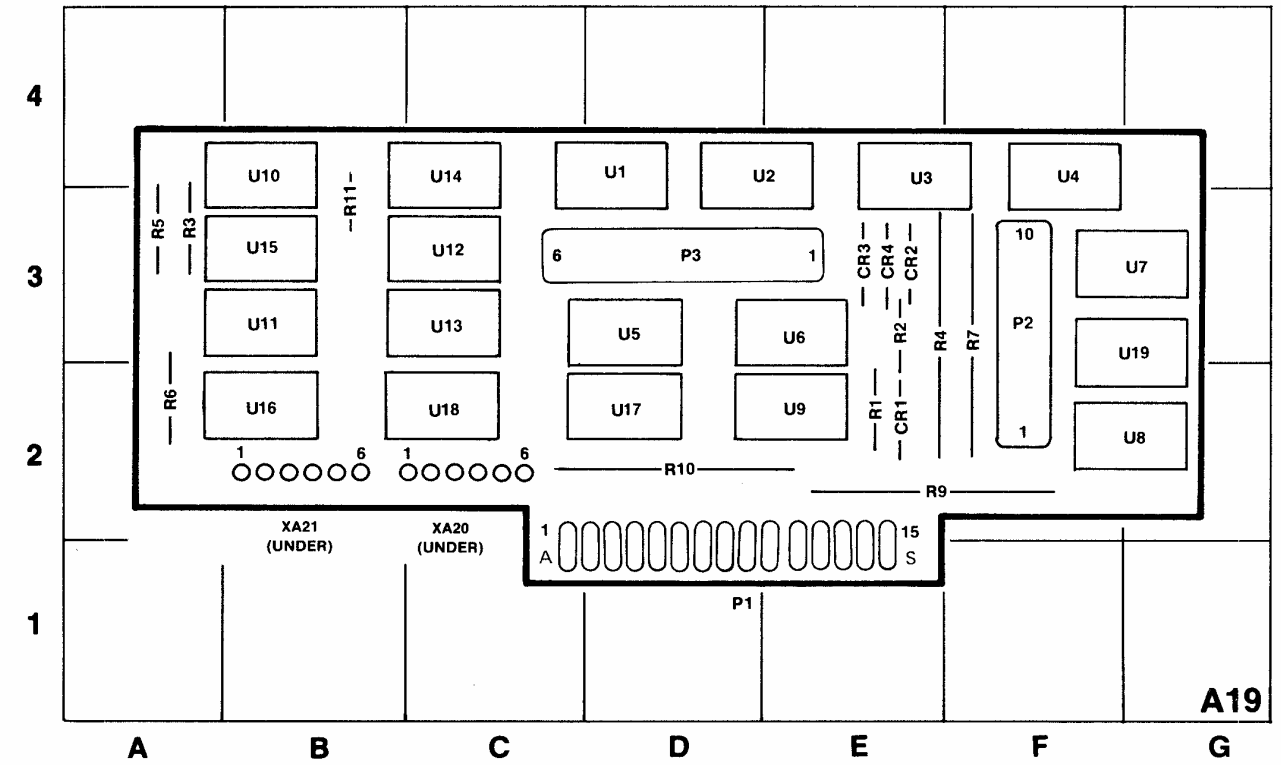 4
U10
R11
U14
U1
U2
U3
U4
R5
R3
U15
U12
6 P3 1
CR3
CR4
CR2
10
U7
3
U11
U13
U5
U6
R2
R4
R7
P2
U19
R6
U16
U18
U17
U9
R1
CR1
1
U8
2
1 6
1 6
R10
R9
XA21
(UNDER)
XA20
(UNDER)
1 15
A S
P1
1
A19
A B C D E F G